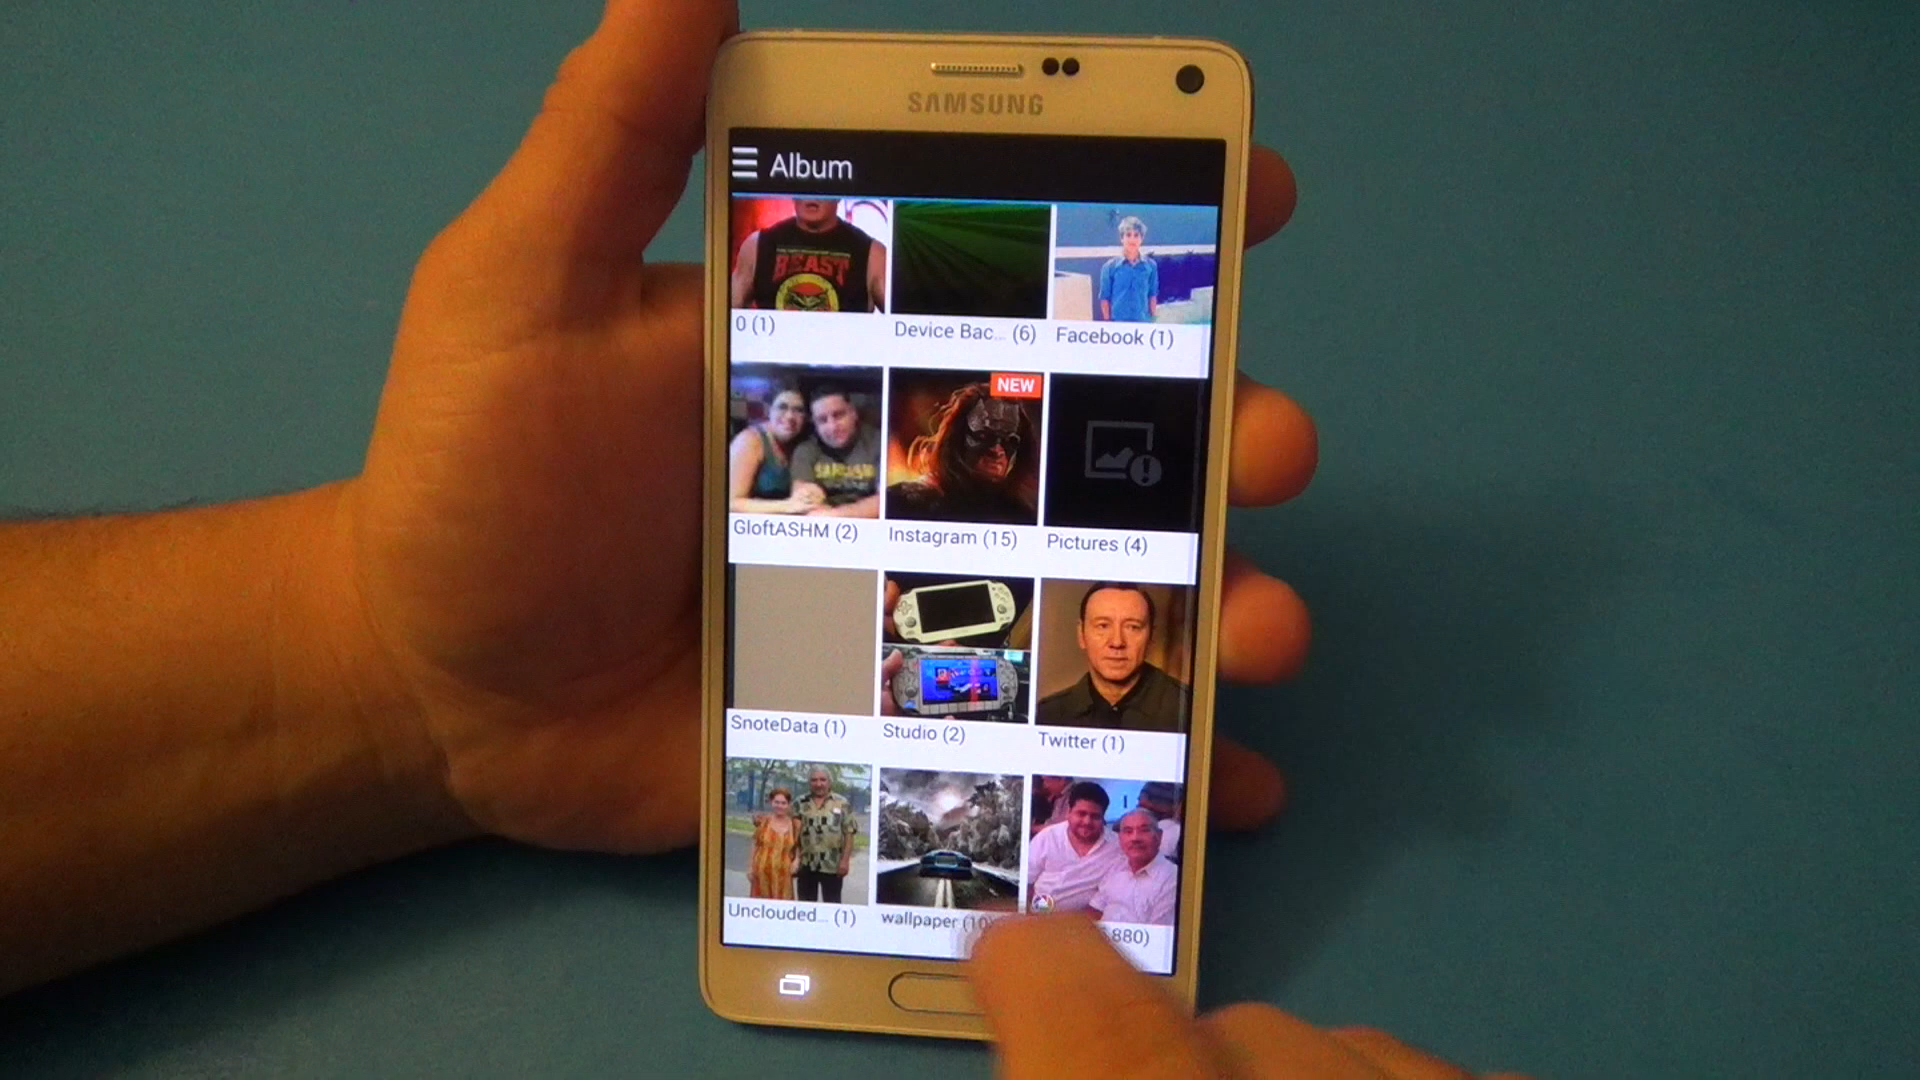 SAMSUNG
Album
BEAST
0 (1)
Device Bac... (6)
Facebook (1)
NEW
GloftASHM (2)
Instagram (15)
Pictures (4)
SnoteData (1)
Studio (2)
Twitter (1)
Unclouded... (1)
wallpaper (10)
880)